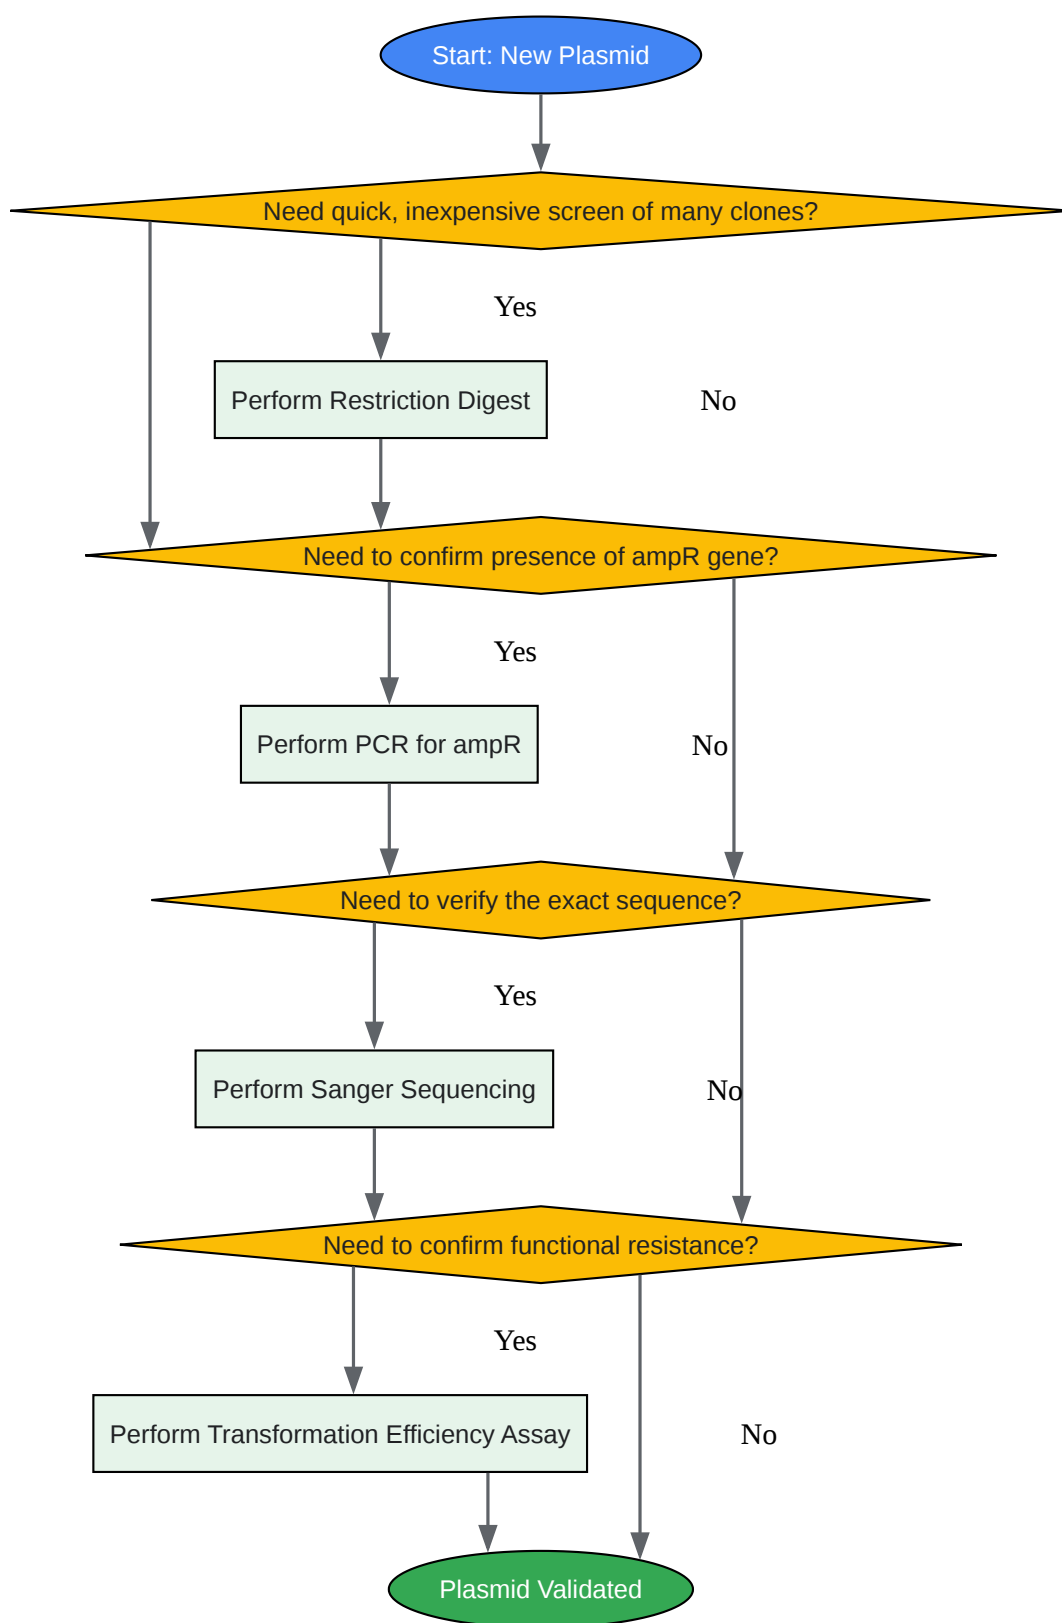 Start: New Plasmid
Need quick, inexpensive screen of many clones?
Yes
Perform Restriction Digest
No
Need to confirm presence of ampR gene?
Yes
Perform PCR for ampR
No
Need to verify the exact sequence?
Yes
Perform Sanger Sequencing
No
Need to confirm functional resistance?
Yes
Perform Transformation Efficiency Assay
No
Plasmid Validated